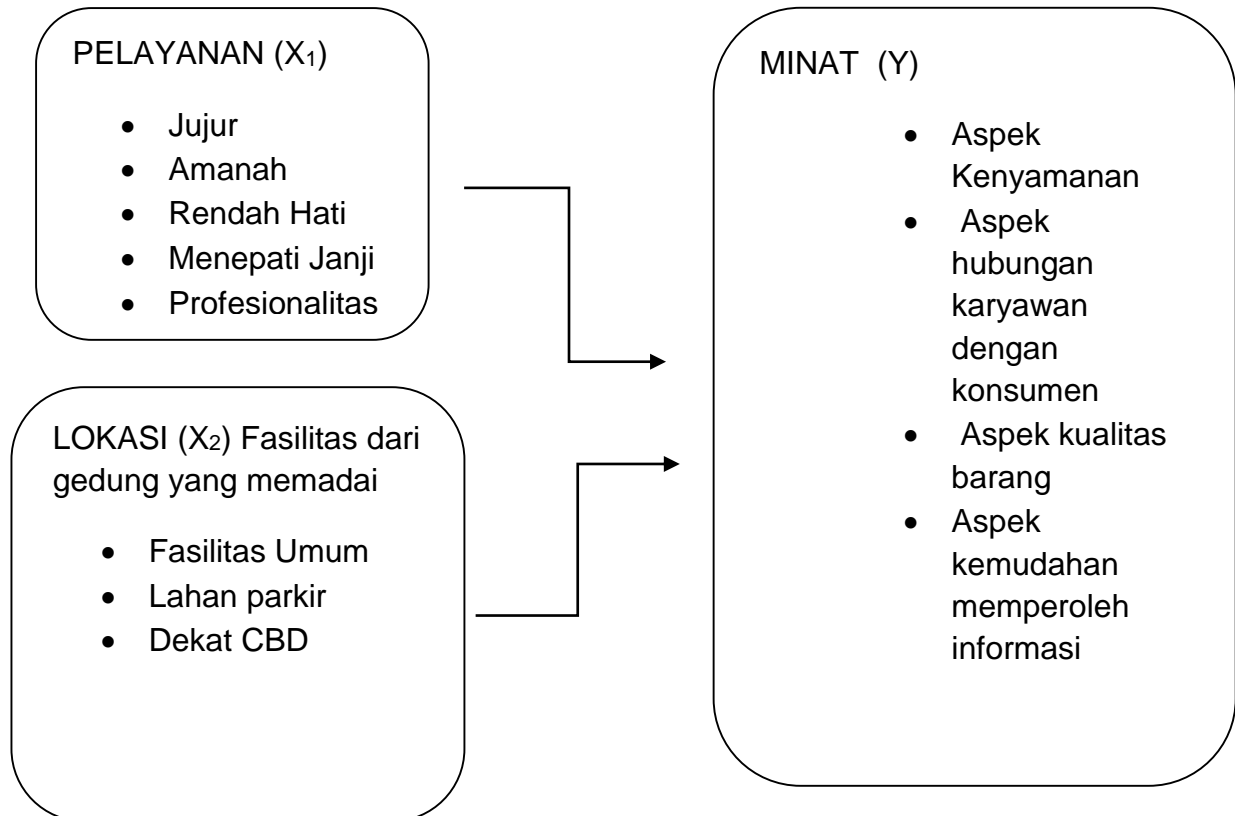 PELAYANAN (X₁)
• Jujur
• Amanah
• Rendah Hati
• Menepati Janji
• Profesionalitas
LOKASI (X₂) Fasilitas dari
gedung yang memadai
• Fasilitas Umum
• Lahan parkir
• Dekat CBD
MINAT (Y)
• Aspek
Kenyamanan
• Aspek
hubungan
karyawan
dengan
konsumen
• Aspek kualitas
barang
• Aspek
kemudahan
memperoleh
informasi